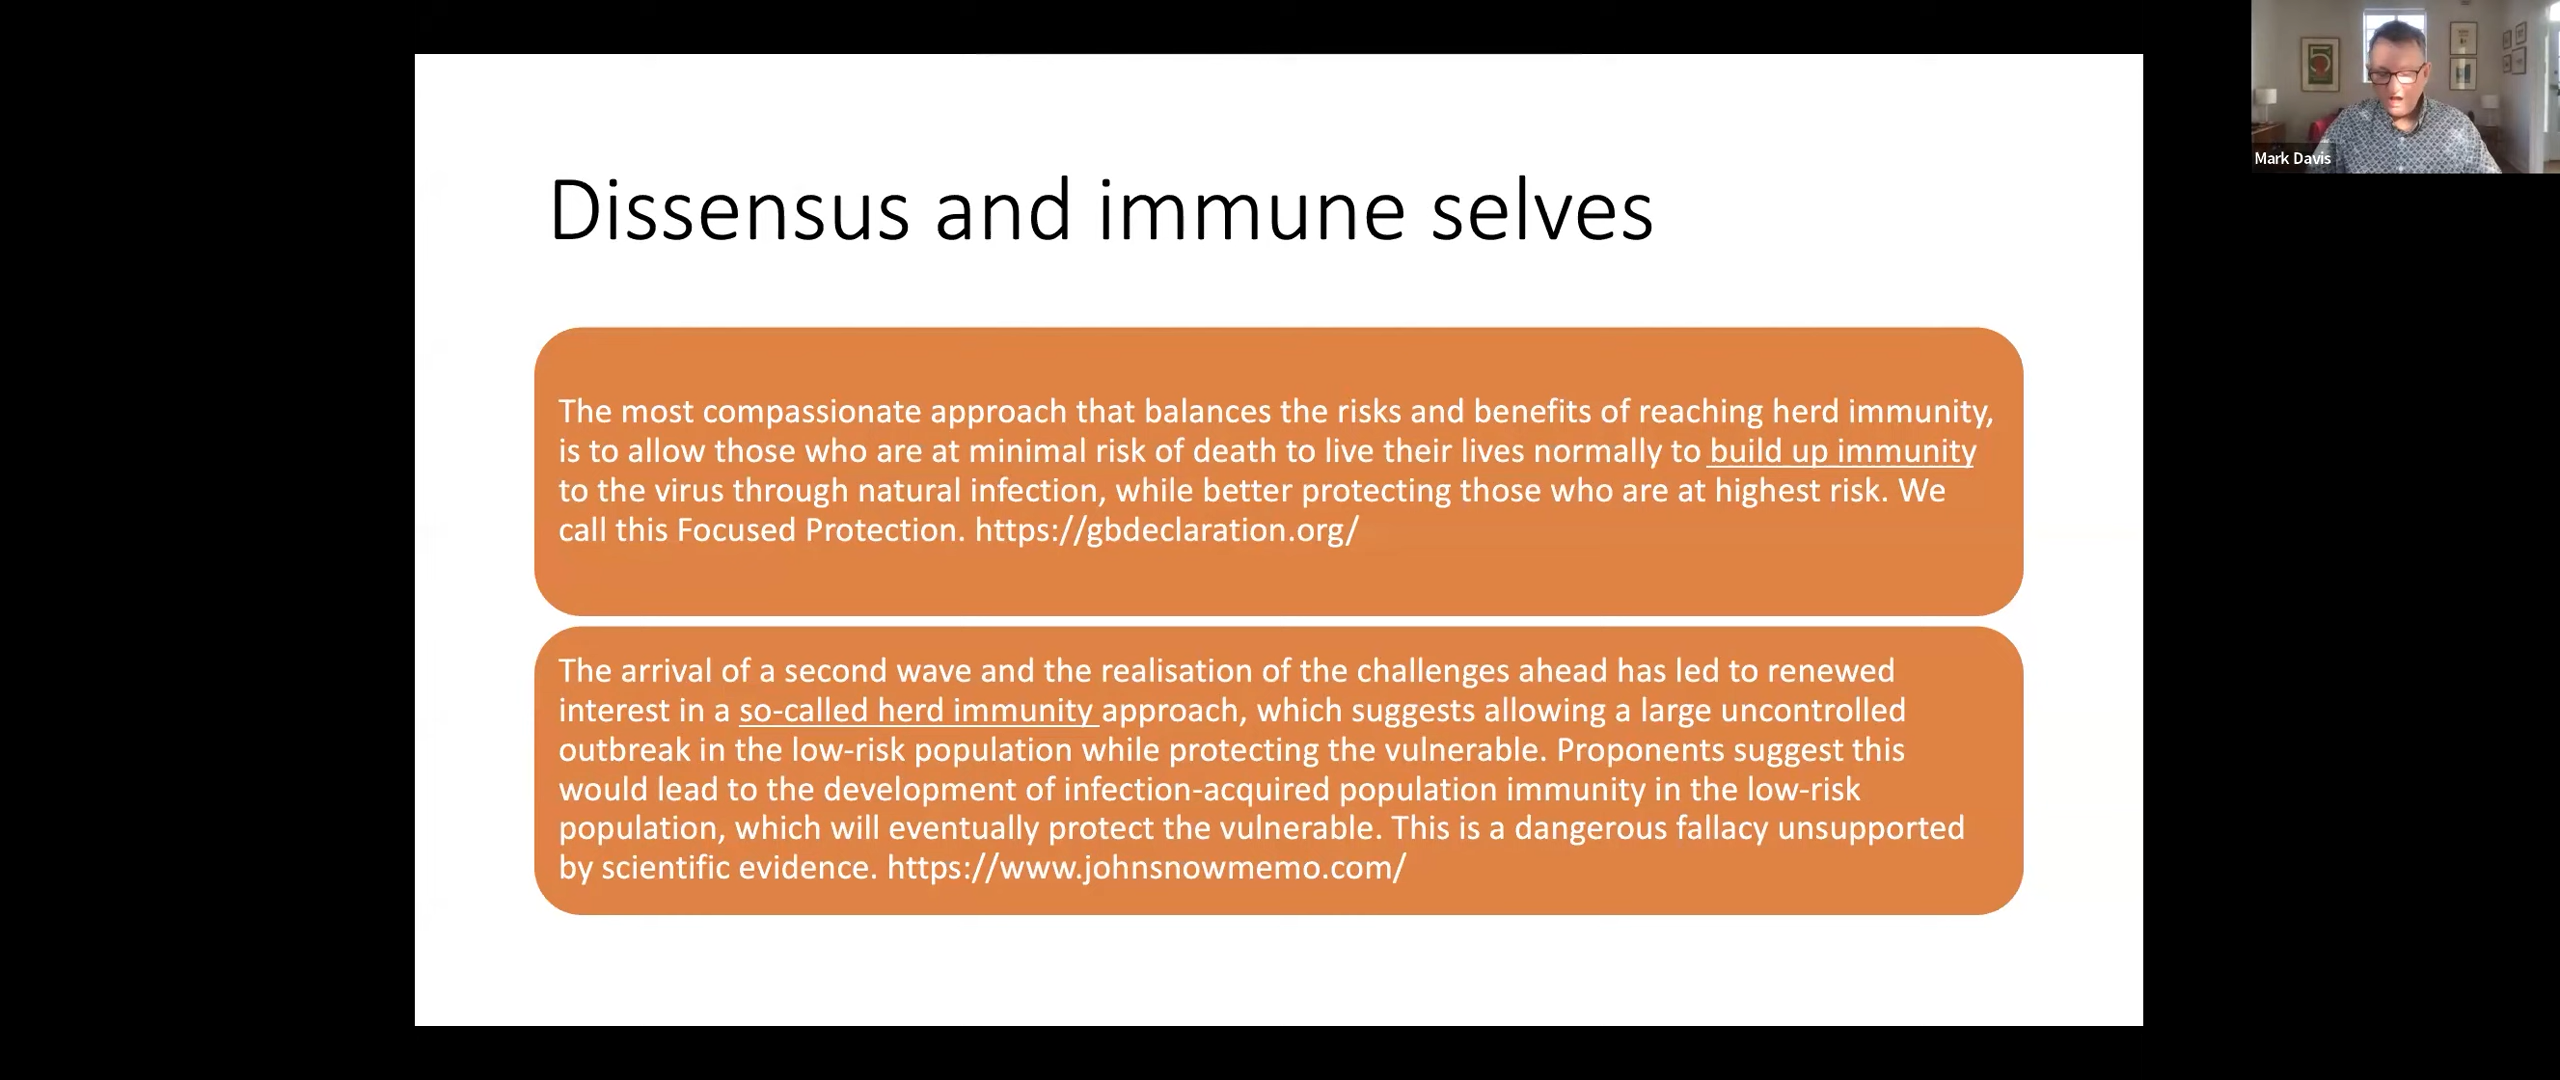 Dissensus and immune selves
The most compassionate approach that balances the risks and benefits of reaching herd immunity,
is to allow those who are at minimal risk of death to live their lives normally to build up immunity
to the virus through natural infection, while better protecting those who are at highest risk. We
call this Focused Protection. https://gbdeclaration.org/
The arrival of a second wave and the realisation of the challenges ahead has led to renewed
interest in a so-called herd immunity approach, which suggests allowing a large uncontrolled
outbreak in the low-risk population while protecting the vulnerable. Proponents suggest this
would lead to the development of infection-acquired population immunity in the low-risk
population, which will eventually protect the vulnerable. This is a dangerous fallacy unsupported
by scientific evidence. https://www.johnsnowmemo.com/
Mark Davis